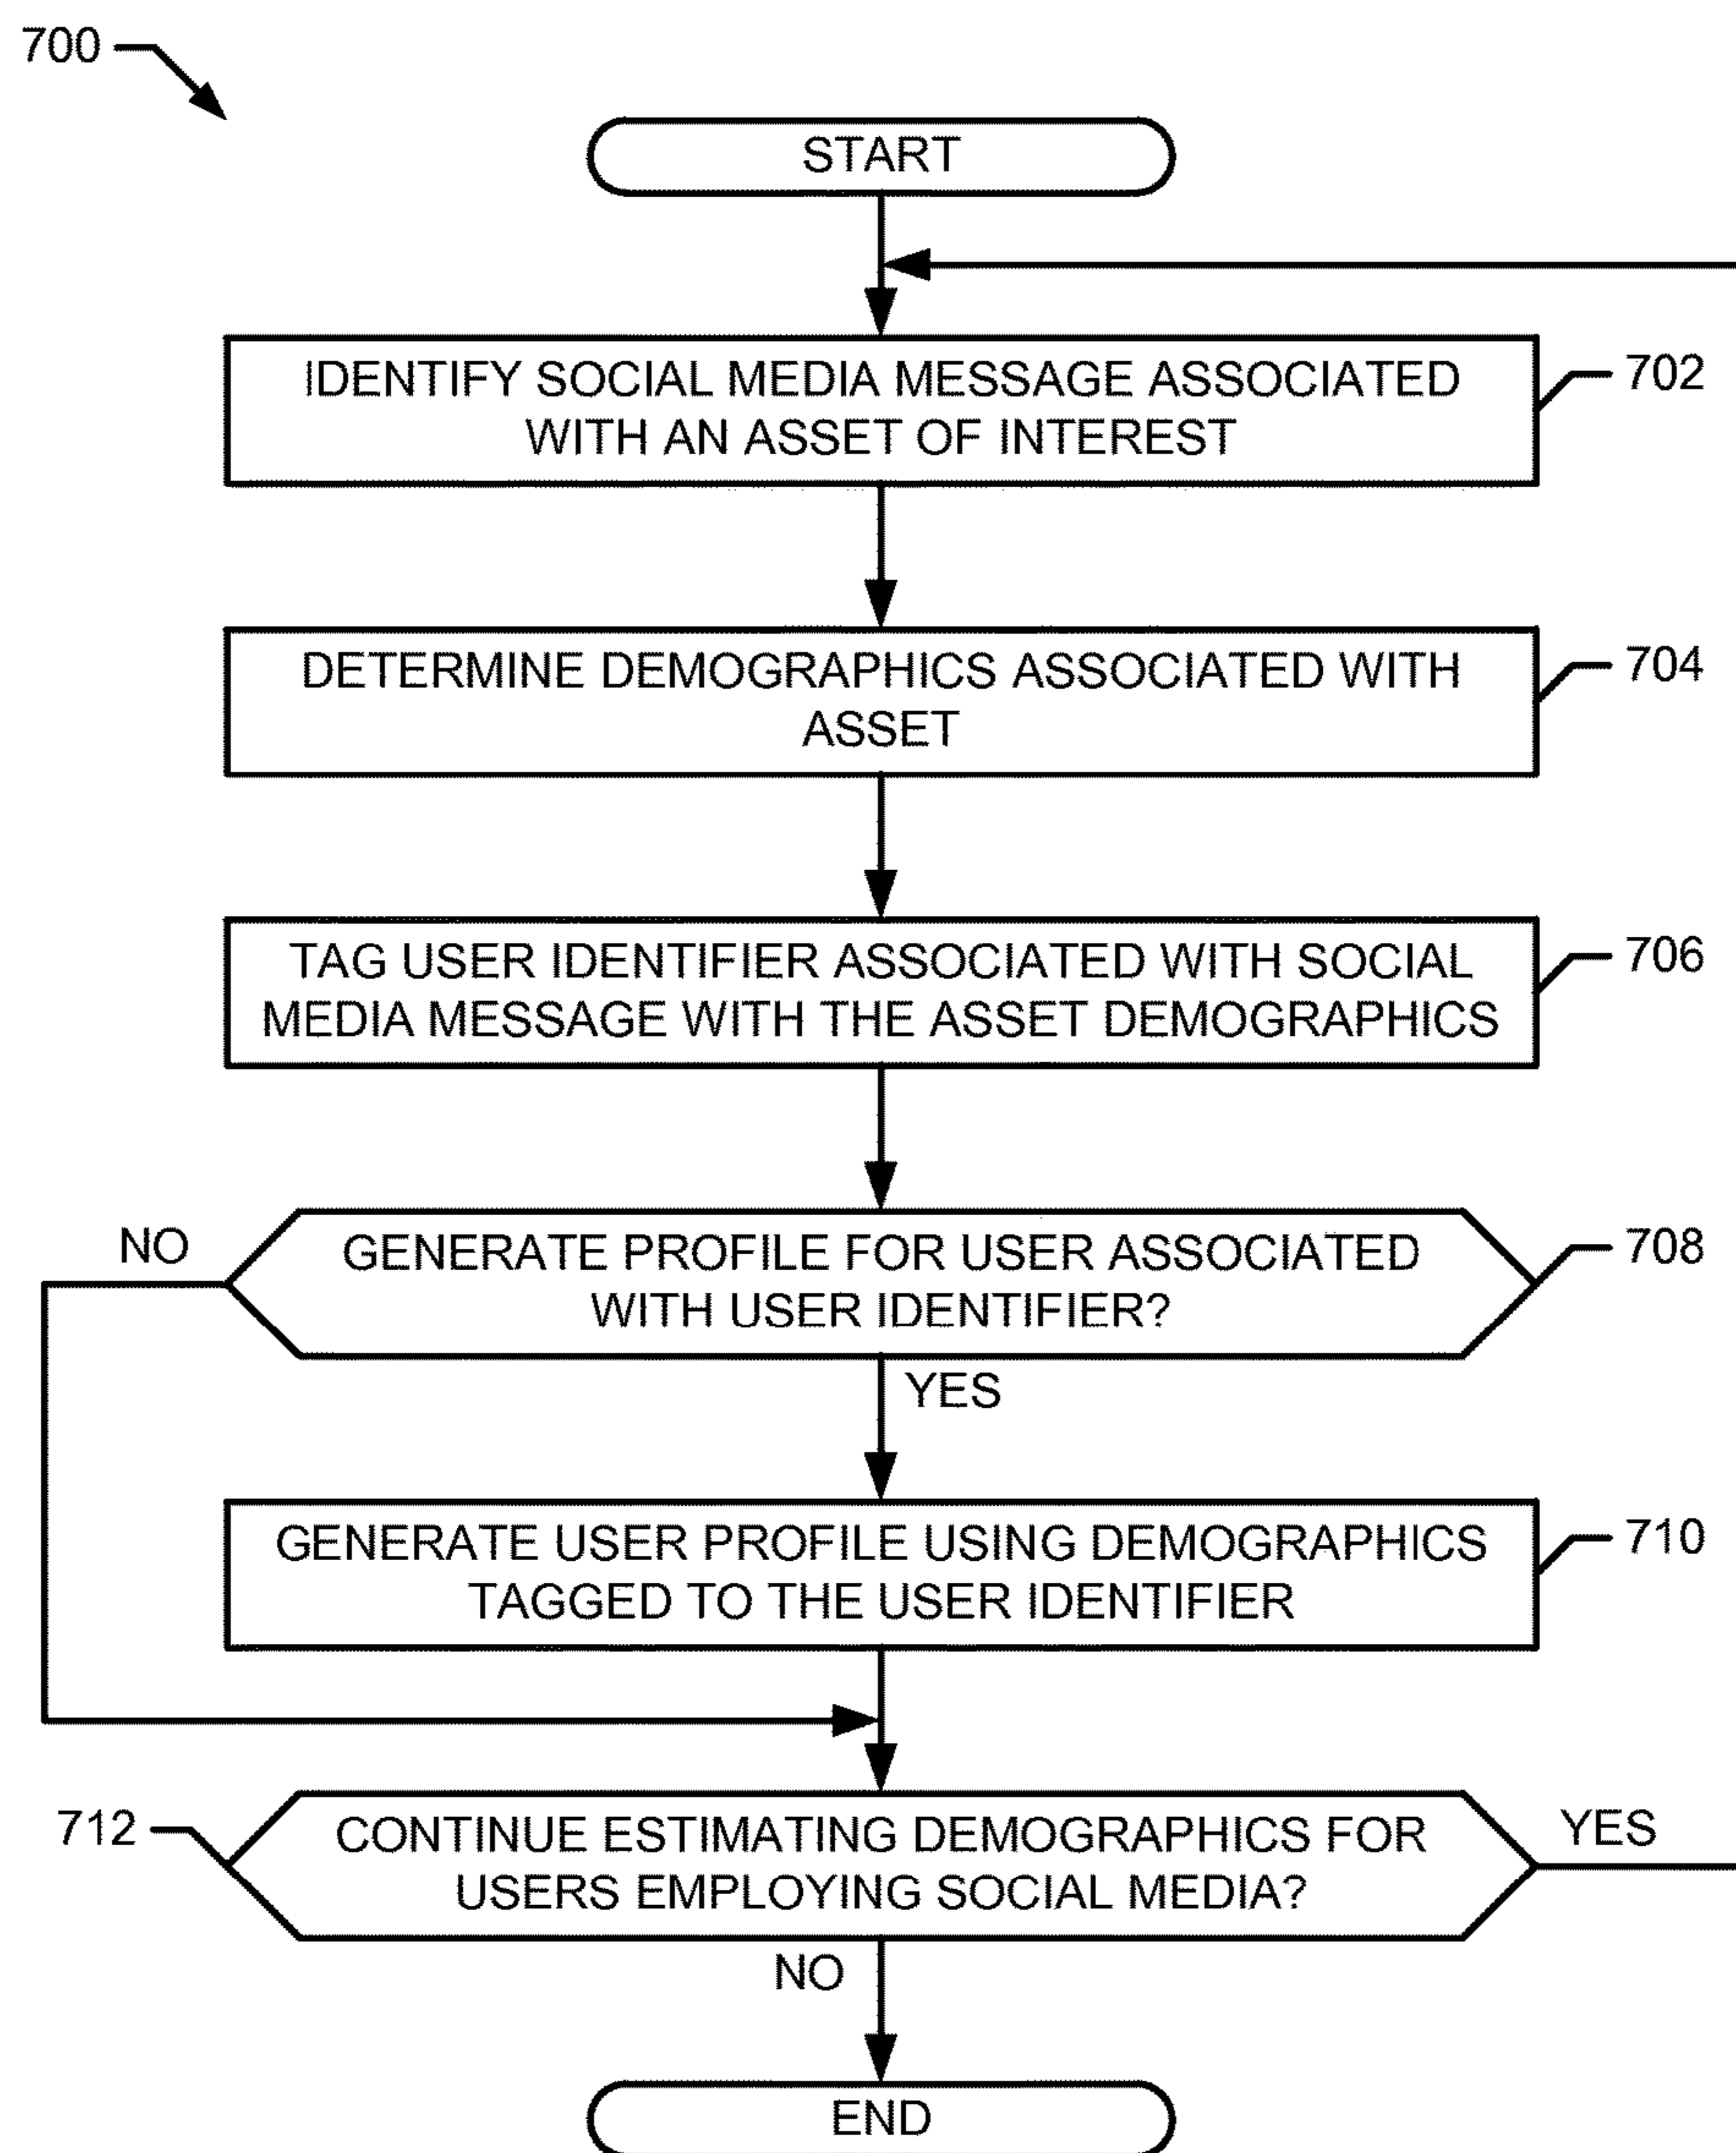 700
START
IDENTIFY SOCIAL MEDIA MESSAGE ASSOCIATED
WITH AN ASSET OF INTEREST
702
DETERMINE DEMOGRAPHICS ASSOCIATED WITH
ASSET
704
TAG USER IDENTIFIER ASSOCIATED WITH SOCIAL
MEDIA MESSAGE WITH THE ASSET DEMOGRAPHICS
706
NO
GENERATE PROFILE FOR USER ASSOCIATED
WITH USER IDENTIFIER?
708
YES
GENERATE USER PROFILE USING DEMOGRAPHICS
TAGGED TO THE USER IDENTIFIER
710
712
CONTINUE ESTIMATING DEMOGRAPHICS FOR
USERS EMPLOYING SOCIAL MEDIA?
YES
NO
END